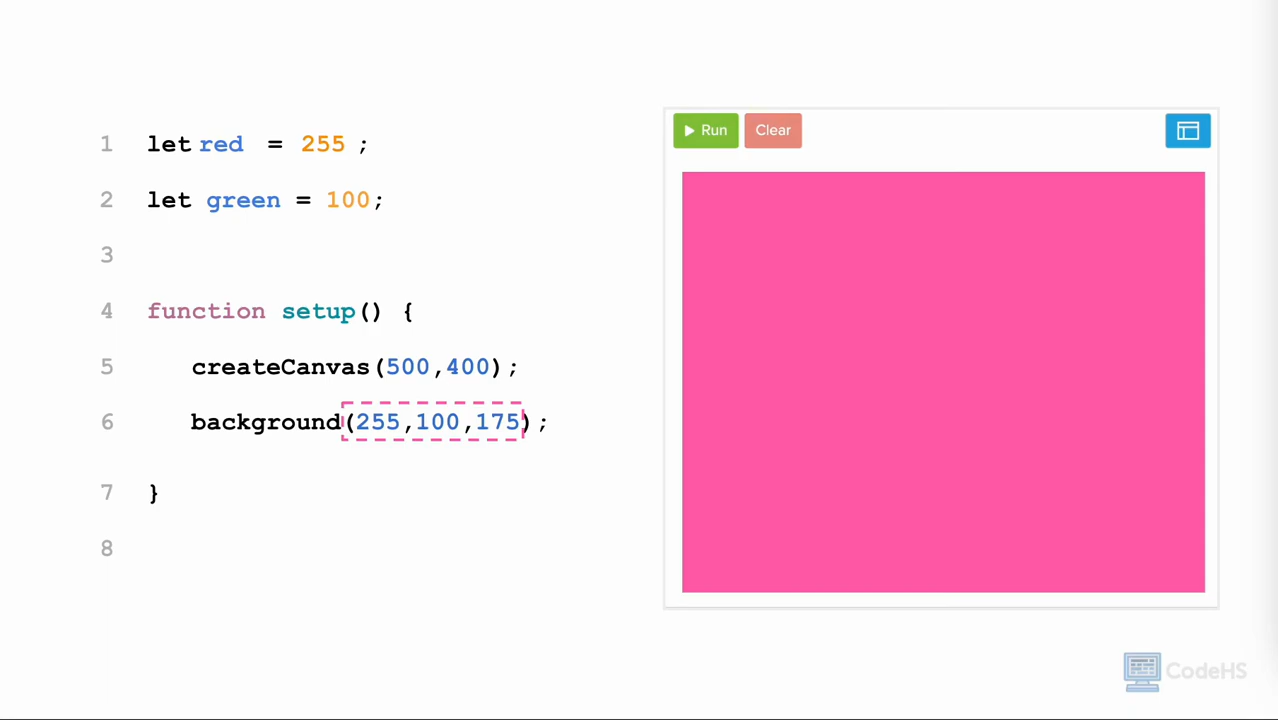 1 let red = 255 ;
2 let green = 100;
3
4 function setup() {
5 createCanvas(500,400);
6 background(255,100,175);
7 }
8
Run Clear
CodeHS